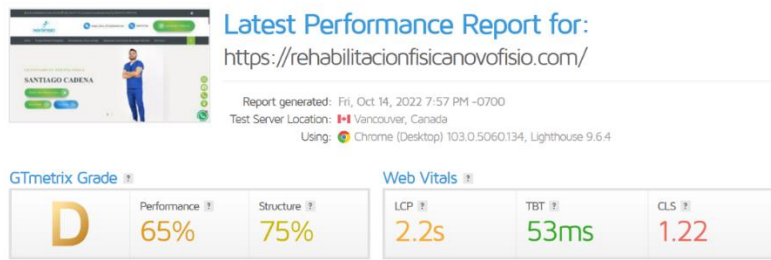 Latest Performance Report for:
https://rehabilitacionfisicanovofisio.com/
SANTIAGO CADENA
Report generated: Fri, Oct 14, 2022 7:57 PM -0700
Test Server Location: Vancouver, Canada
Using: Chrome (Desktop) 103.0.5060.134, Lighthouse 9.6.4
GTmetrix Grade ?
Web Vitals ?
D
Performance ?
65%
Structure ?
75%
LCP ?
2.2s
TBT ?
53ms
CLS ?
1.22